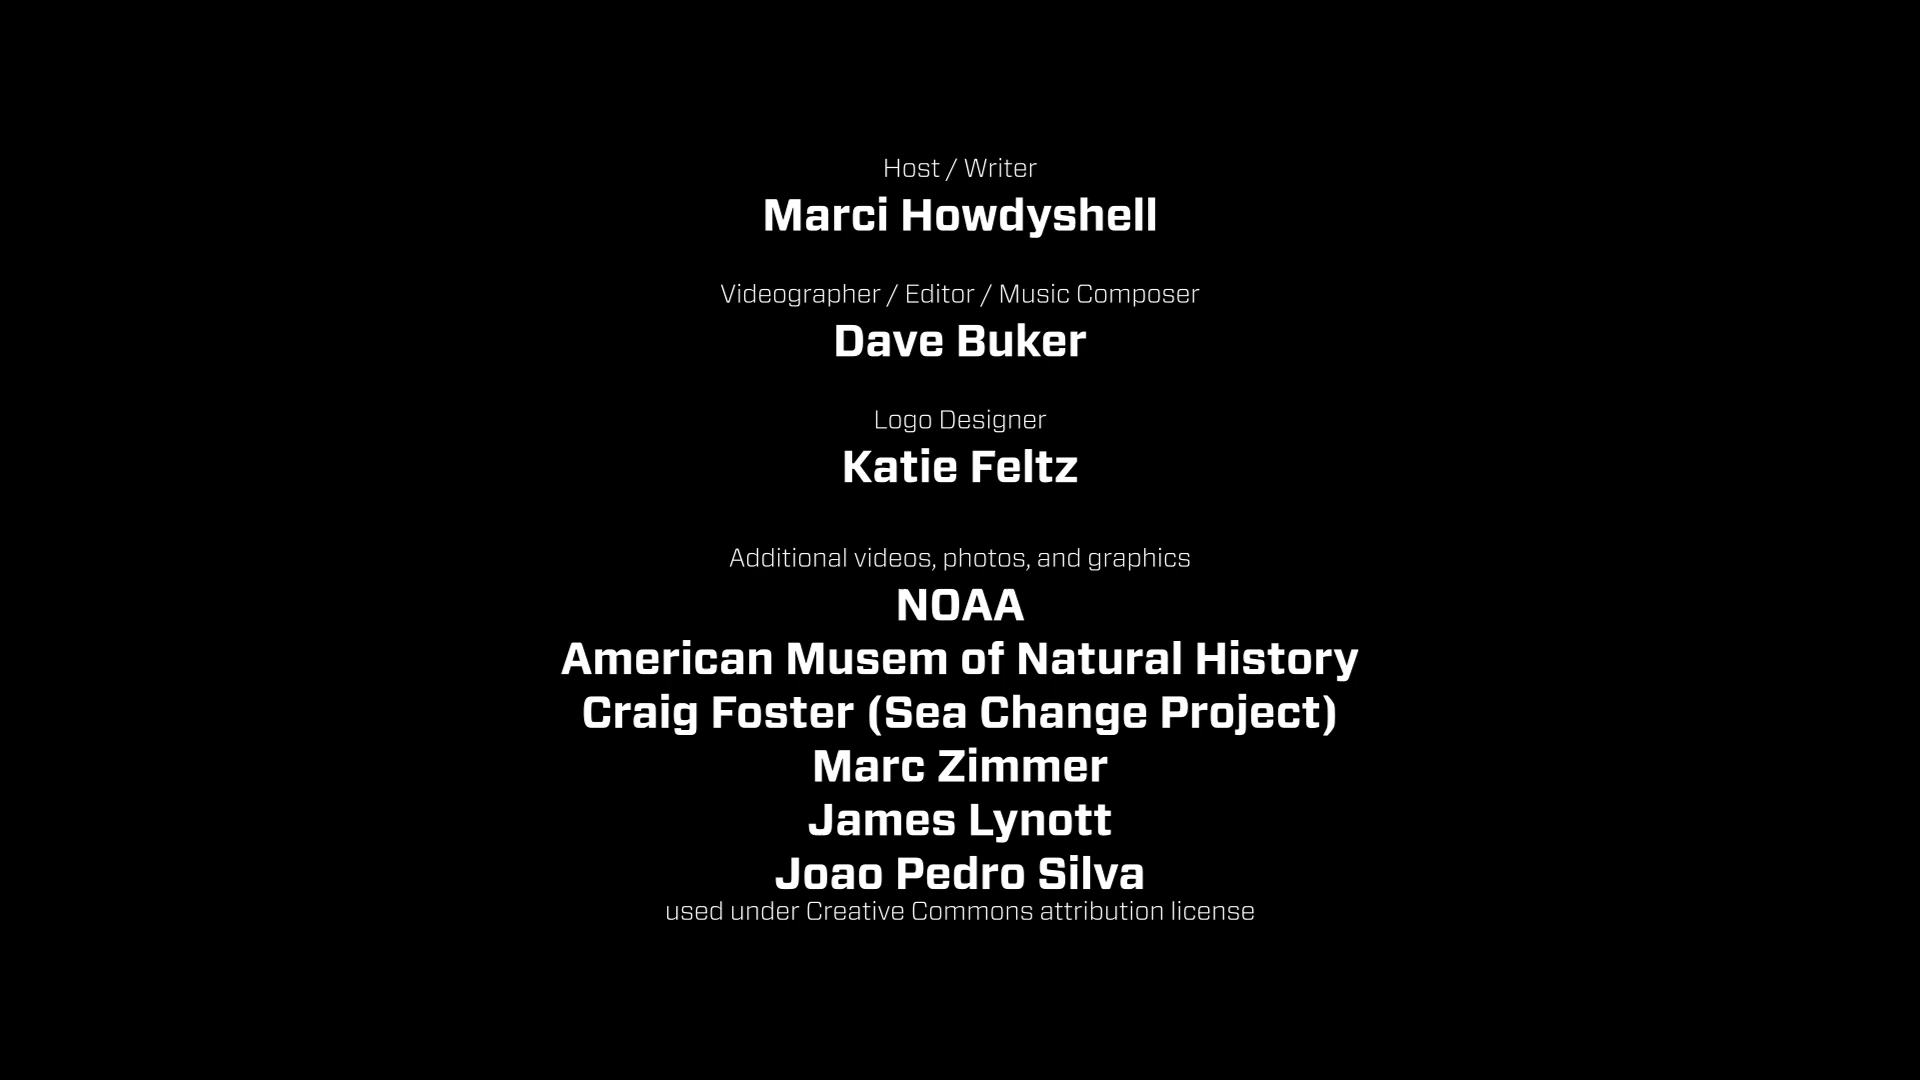 Host / Writer
Marci Howdyshell
Videographer / Editor / Music Composer
Dave Buker
Logo Designer
Katie Feltz
Additional videos, photos, and graphics
NOAA
American Musem of Natural History
Craig Foster (Sea Change Project)
Marc Zimmer
James Lynott
Joao Pedro Silva
used under Creative Commons attribution license